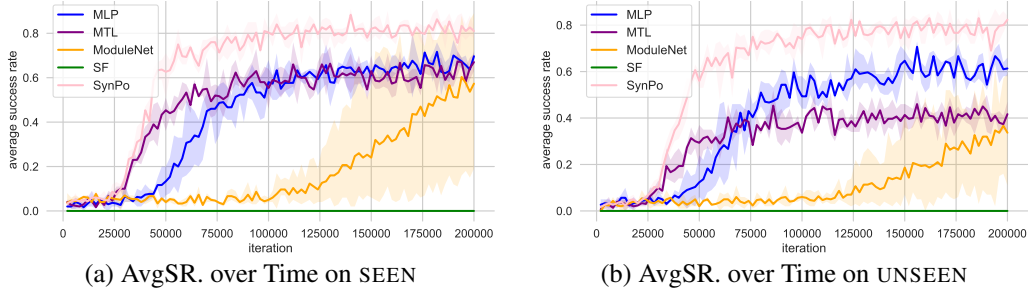 MLP
MTL
ModuleNet
SF
SynPo
average success rate
0.8
0.6
0.4
0.2
0.0
0 25000 50000 75000 100000 125000 150000 175000 200000
iteration
(a) AvgSR. over Time on SEEN
MLP
MTL
ModuleNet
SF
SynPo
average success rate
0.8
0.6
0.4
0.2
0.0
0 25000 50000 75000 100000 125000 150000 175000 200000
iteration
(b) AvgSR. over Time on UNSEEN